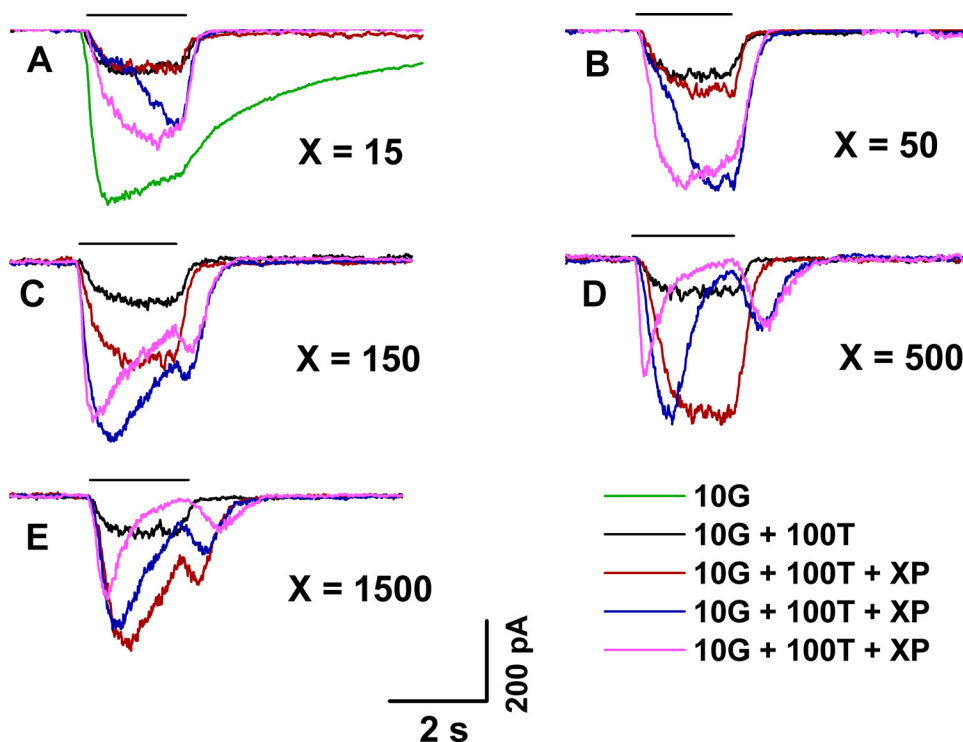 A
X = 15
B
X = 50
C
X = 150
D
X = 500
E
X = 1500
10G
10G + 100T
10G + 100T + XP
10G + 100T + XP
10G + 100T + XP
200 pA
2 s